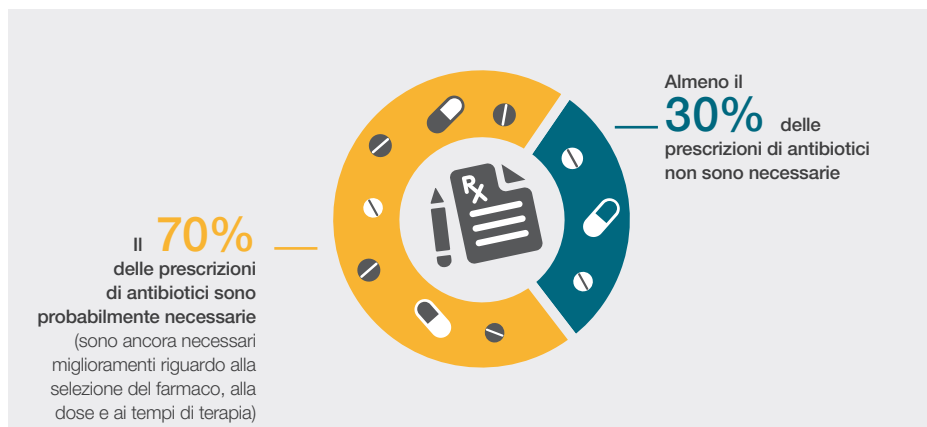 Almeno il
30% delle
prescrizioni di antibiotici
non sono necessarie
Rx
Il 70%
delle prescrizioni
di antibiotici sono
probabilmente necessarie
(sono ancora necessari
miglioramenti riguardo alla
selezione del farmaco, alla
dose e ai tempi di terapia)